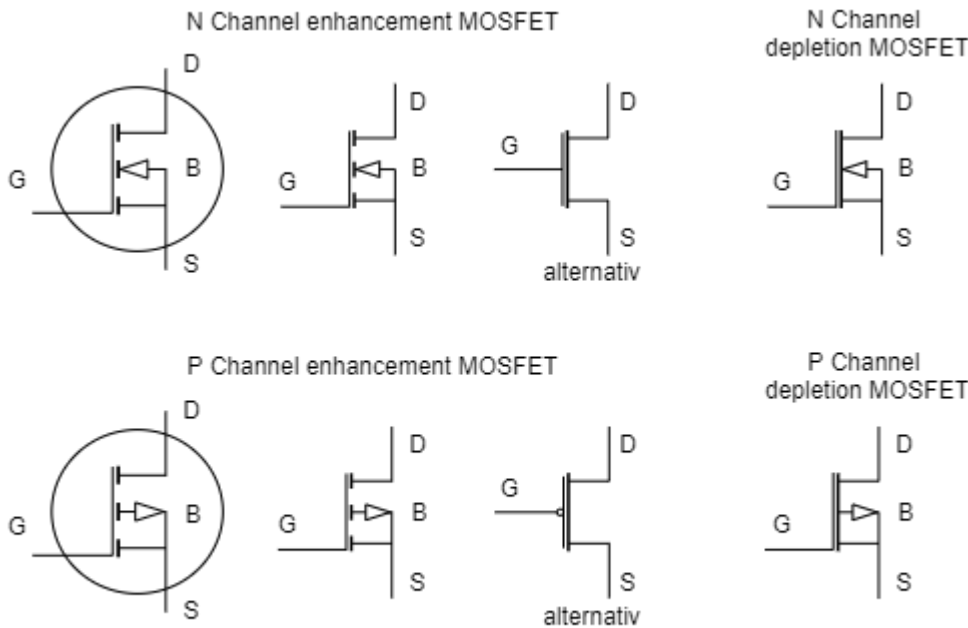 N Channel enhancement MOSFET
N Channel
depletion MOSFET
D
G
B
S
D
G
B
S
D
G
S
alternativ
D
G
B
S
P Channel enhancement MOSFET
P Channel
depletion MOSFET
D
G
B
S
D
G
B
S
D
G
S
alternativ
D
G
B
S